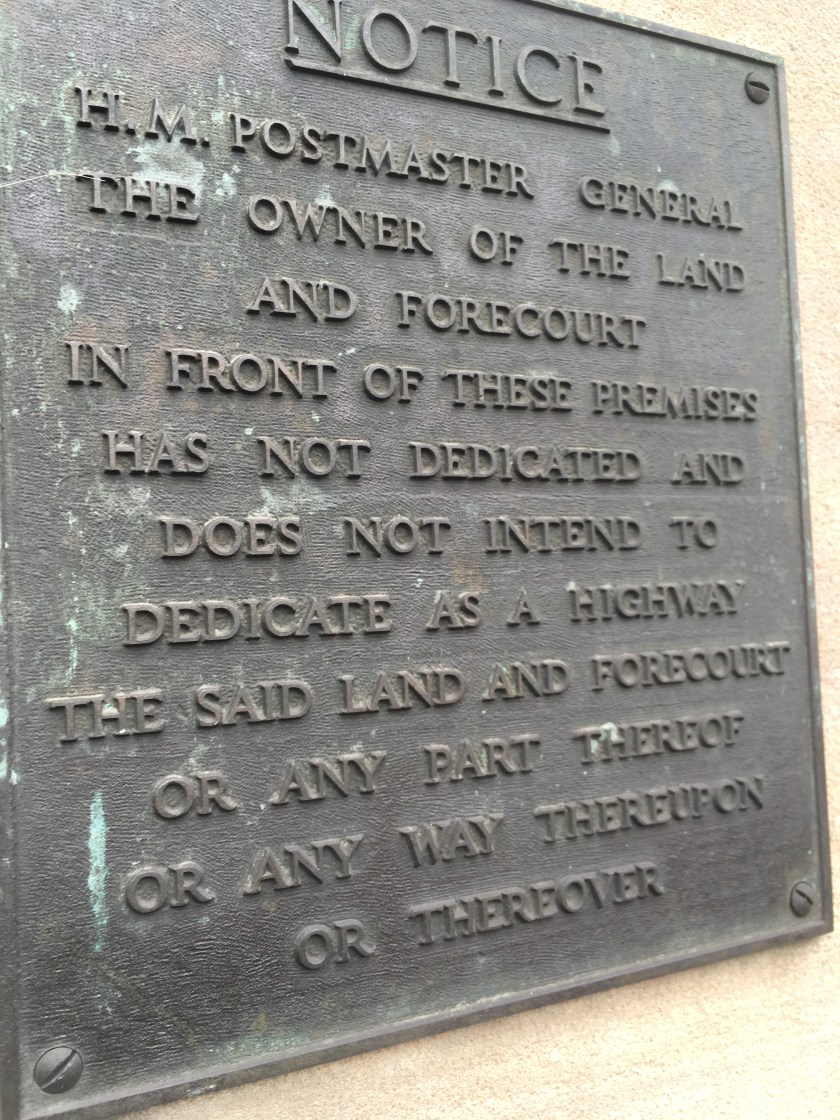 NOTICE
H.M. POSTMASTER GENERAL
THE OWNER OF THE LAND
AND FORECOURT
IN FRONT OF THESE PREMISES
HAS NOT DEDICATED AND
DOES NOT INTEND TO
DEDICATE AS A HIGHWAY
THE SAID LAND AND FORECOURT
OR ANY PART THEREOF
OR ANY WAY THEREUPON
OR THEREOVER